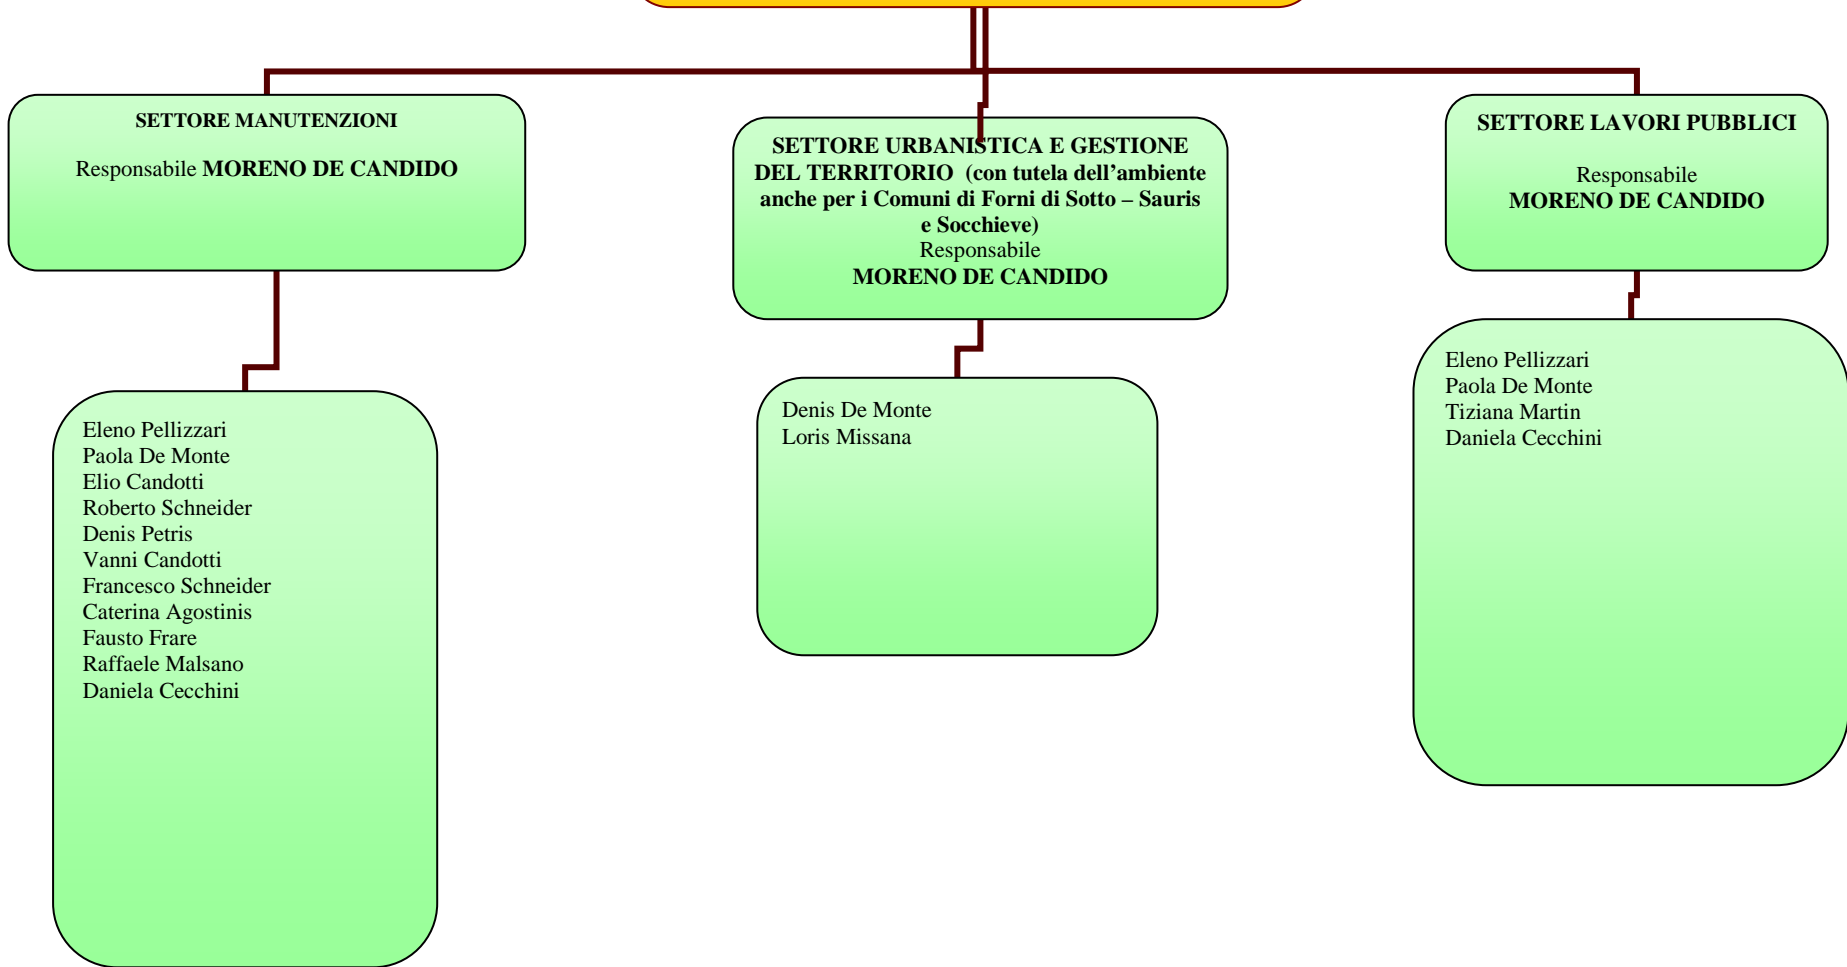 SETTORE MANUTENZIONI
Responsabile MORENO DE CANDIDO
SETTORE URBANISTICA E GESTIONE
DEL TERRITORIO (con tutela dell’ambiente
anche per i Comuni di Forni di Sotto – Sauris
e Socchieve)
Responsabile
MORENO DE CANDIDO
SETTORE LAVORI PUBBLICI
Responsabile
MORENO DE CANDIDO
Eleno Pellizzari
Paola De Monte
Elio Candotti
Roberto Schneider
Denis Petris
Vanni Candotti
Francesco Schneider
Caterina Agostinis
Fausto Frare
Raffaele Malsano
Daniela Cecchini
Denis De Monte
Loris Missana
Eleno Pellizzari
Paola De Monte
Tiziana Martin
Daniela Cecchini